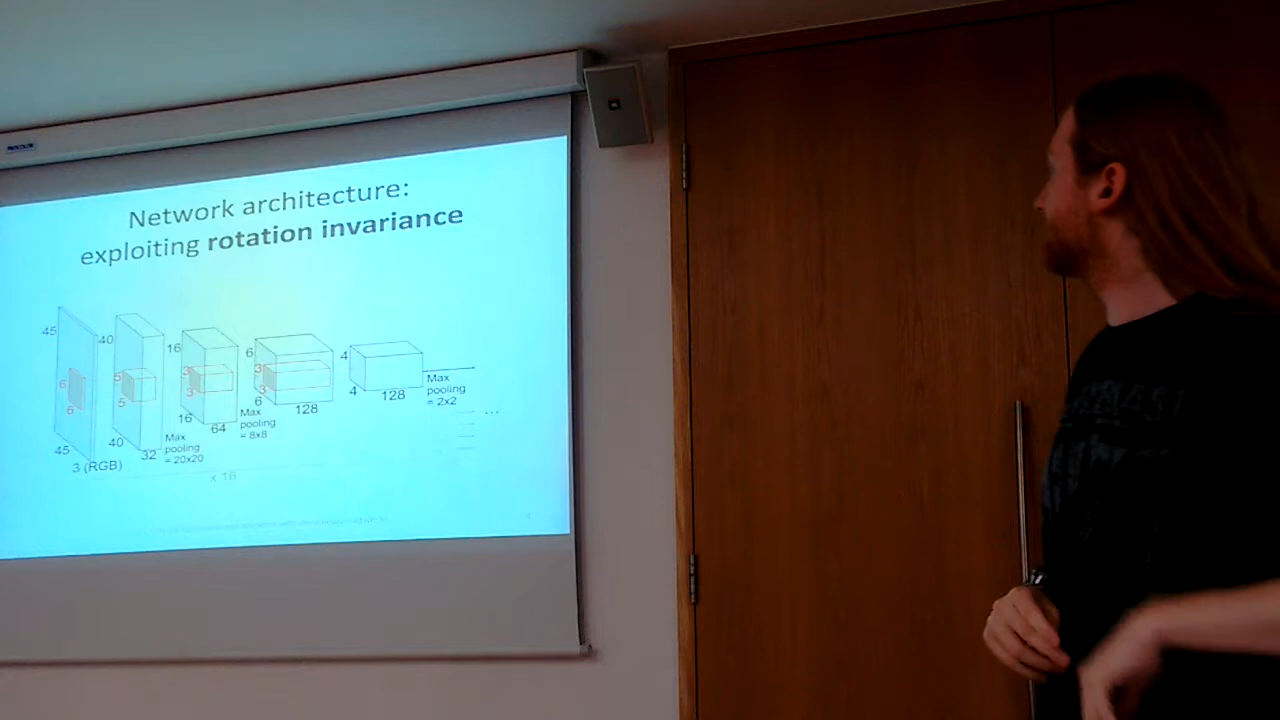 Network architecture:
exploiting rotation invariance
45
6
6
45
3 (RGB)
40
5
5
40
32
Max
pooling
= 20x20
16
3
3
16
64
Max
pooling
= 8x8
6
3
3
6
128
4
4
128
Max
pooling
= 2x2
...
x 16